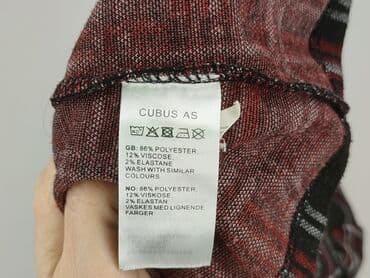 CUBUS AS
GB: 86% POLYESTER,
12% VISCOSE,
2% ELASTANE
WASH WITH SIMILAR
COLOURS
NO: 86% POLYESTER,
12% VISKOSE,
2% ELASTAN
VASKES MED LIGNENDE
FARGER